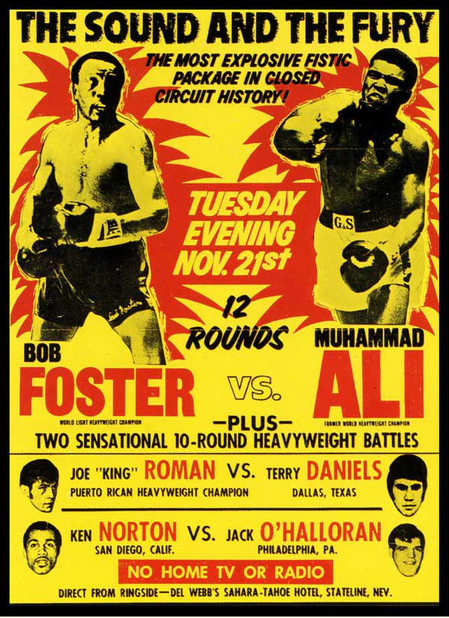 THE SOUND AND THE FURY
THE MOST EXPLOSIVE FISTIC
PACKAGE IN CLOSED
CIRCUIT HISTORY!
TUESDAY
EVENING
NOV. 21st
G&S
12
ROUNDS
BOB
FOSTER
WORLD LIGHT HEAVYWEIGHT CHAMPION
VS.
MUHAMMAD
ALI
FORMER WORLD HEAVYWEIGHT CHAMPION
—PLUS—
TWO SENSATIONAL 10-ROUND HEAVYWEIGHT BATTLES
JOE "KING" ROMAN VS. TERRY DANIELS
PUERTO RICAN HEAVYWEIGHT CHAMPION DALLAS, TEXAS
KEN NORTON VS. JACK O'HALLORAN
SAN DIEGO, CALIF. PHILADELPHIA, PA.
NO HOME TV OR RADIO
DIRECT FROM RINGSIDE—DEL WEBB'S SAHARA-TAHOE HOTEL, STATELINE, NEV.